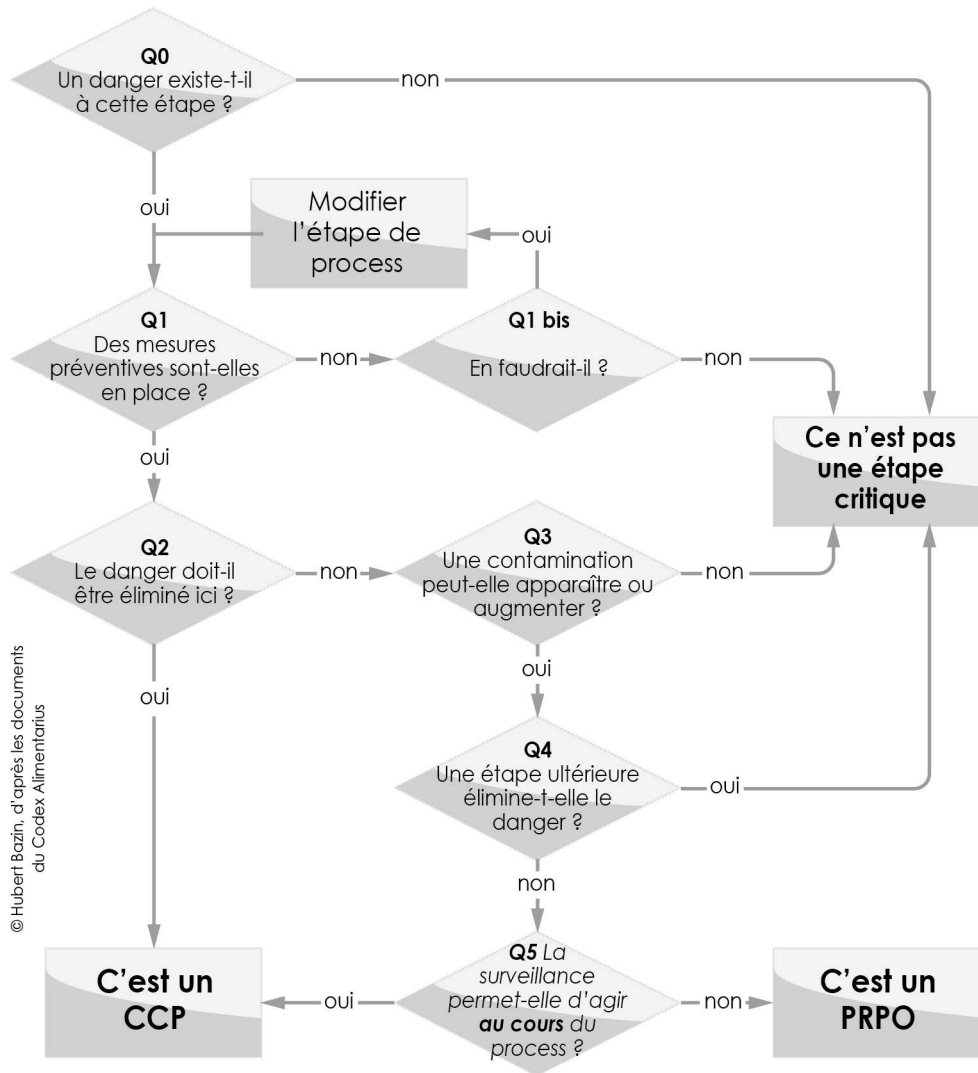 Q0
Un danger existe-t-il
à cette étape ?
non
oui
Modifier
l'étape de
process
oui
Q1
Des mesures
préventives sont-elles
en place ?
non
Q1 bis
En faudrait-il ?
non
Ce n'est pas
une étape
critique
oui
Q2
Le danger doit-il
être éliminé ici ?
non
Q3
Une contamination
peut-elle apparaître ou
augmenter ?
non
oui
oui
Q4
Une étape ultérieure
élimine-t-elle le
danger ?
oui
non
© Hubert Bazin, d'après les documents
du Codex Alimentarius
C'est un
CCP
oui
Q5 La
surveillance
permet-elle d'agir
au cours du
process ?
non
C'est un
PRPO